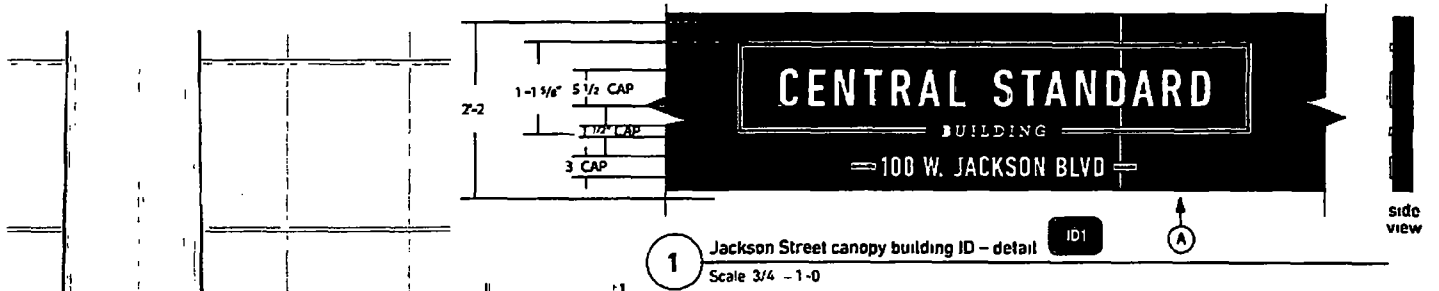 2'-2
1-1 5/8" 5 1/2 CAP
1 1/2" CAP
3 CAP
CENTRAL STANDARD
BUILDING
100 W. JACKSON BLVD
side
view
A
1 Jackson Street canopy building ID – detail ID1
Scale 3/4 – 1-0